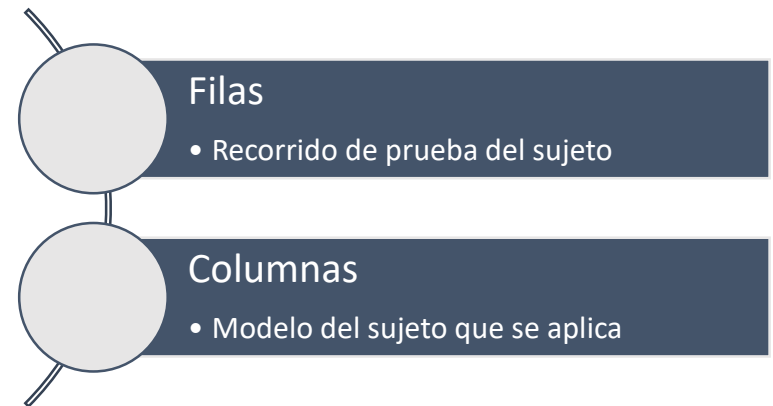 Filas
• Recorrido de prueba del sujeto
Columnas
• Modelo del sujeto que se aplica